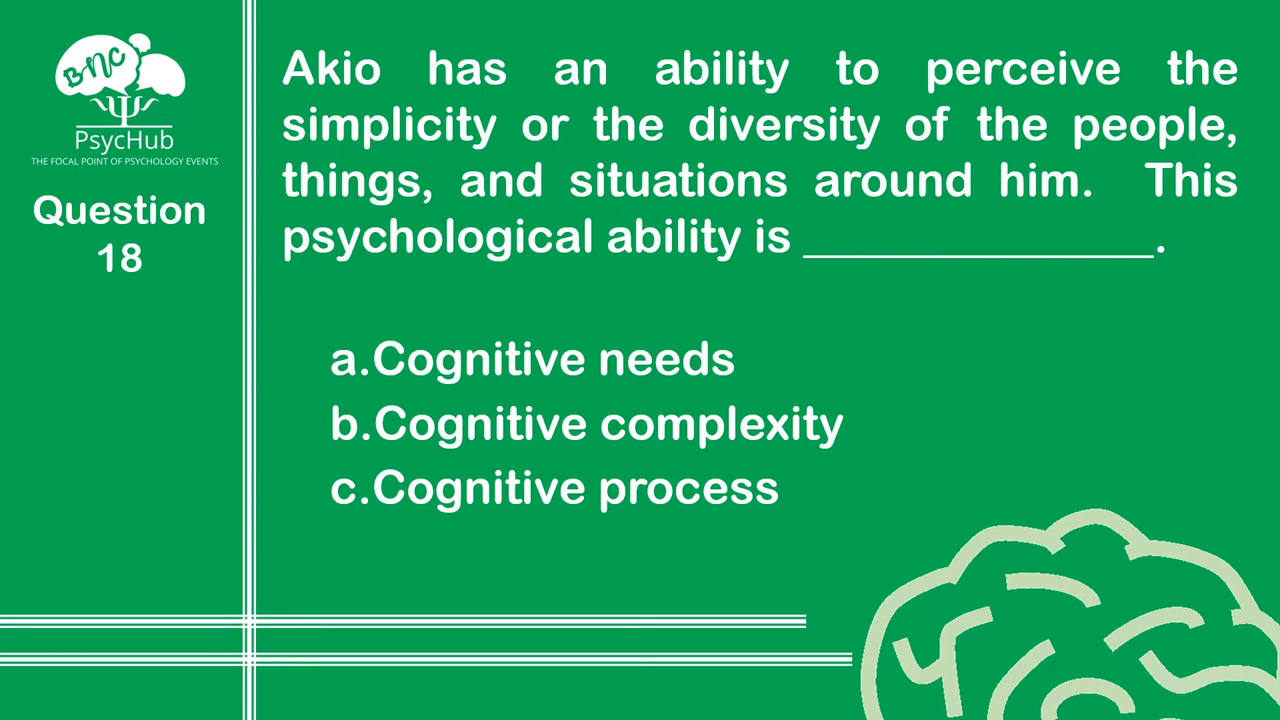 BNC
PsycHub
THE FOCAL POINT OF PSYCHOLOGY EVENTS
Question
18
Akio has an ability to perceive the
simplicity or the diversity of the people,
things, and situations around him. This
psychological ability is _______________.
a.Cognitive needs
b.Cognitive complexity
c.Cognitive process